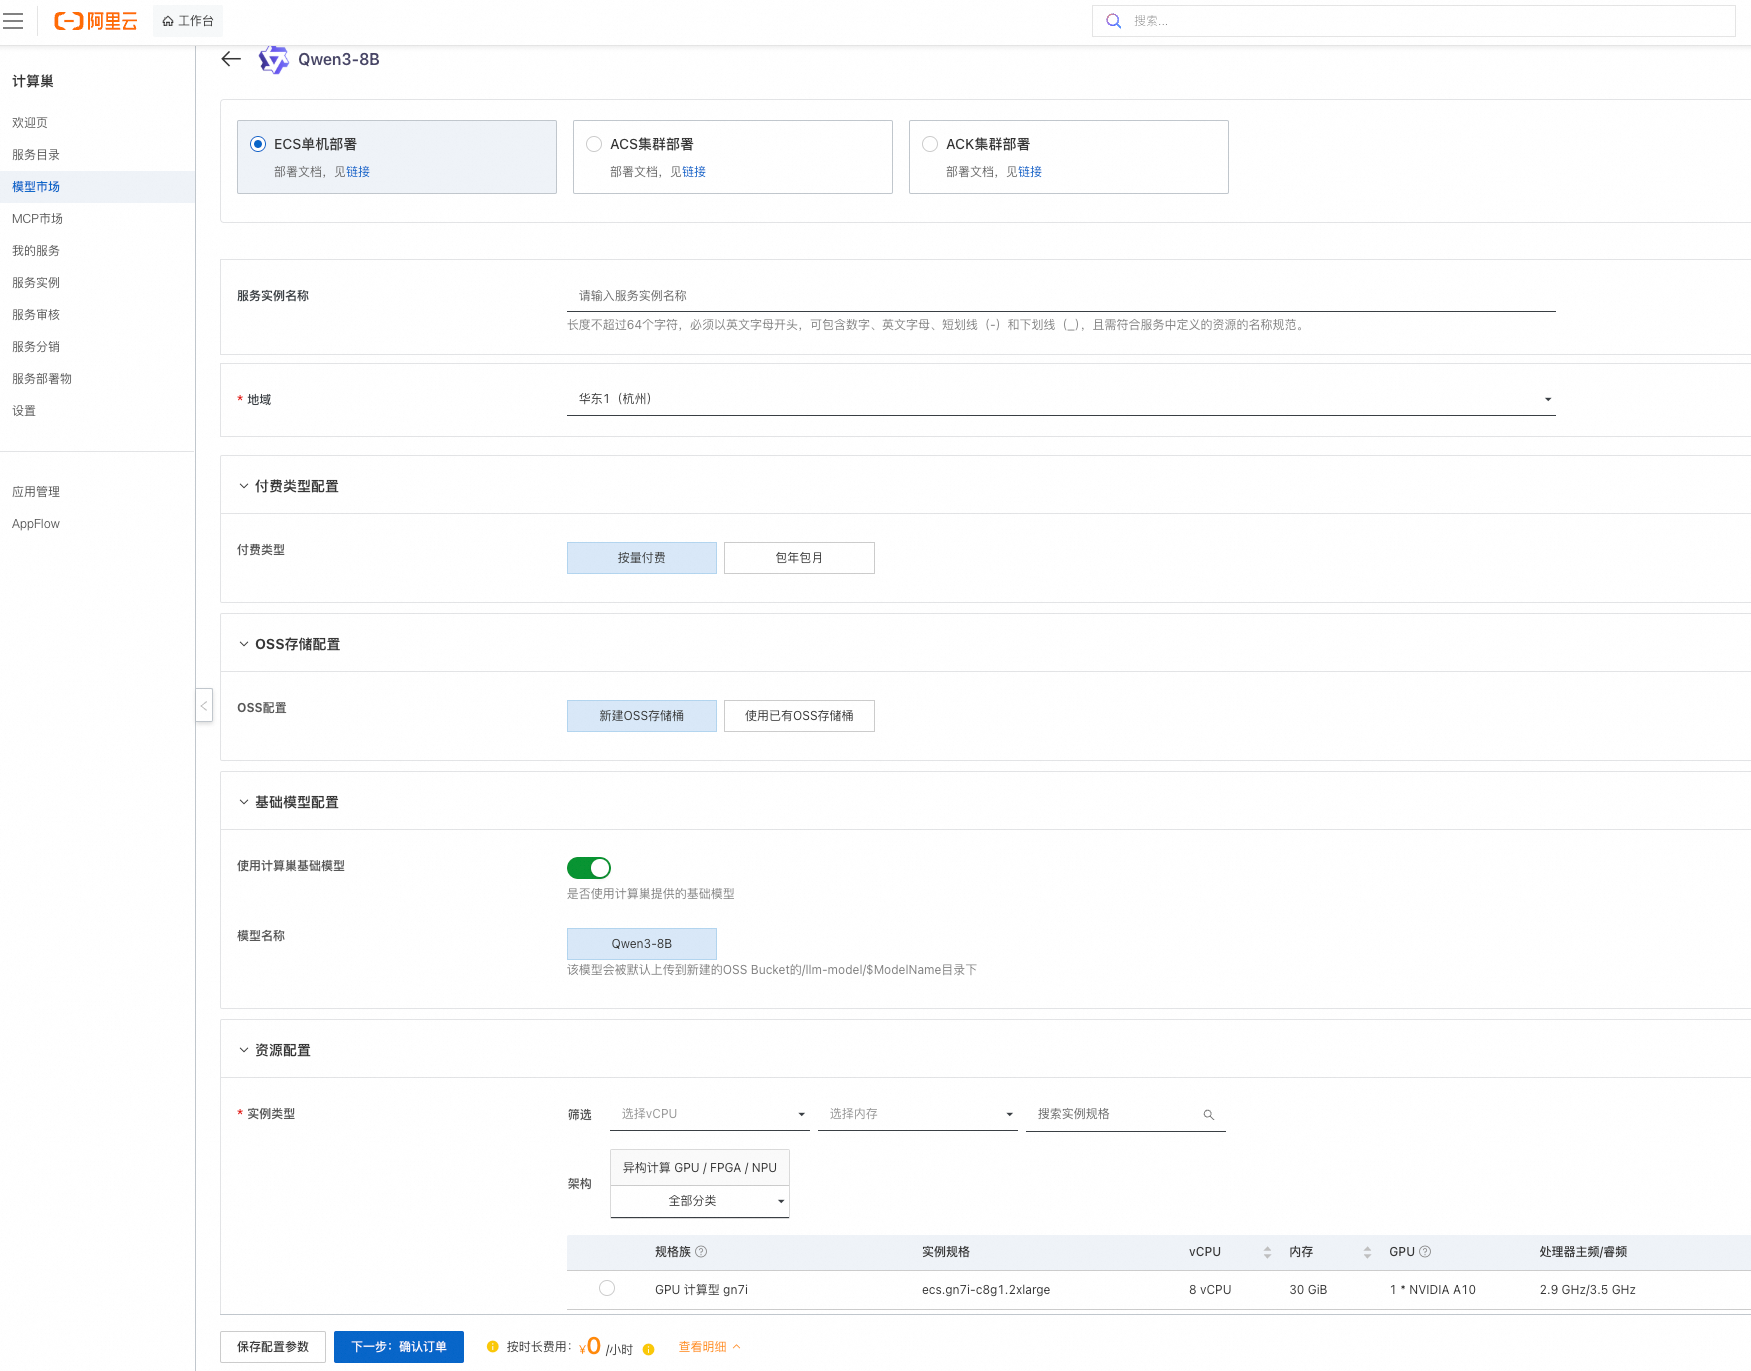 阿里云
工作台
搜索...
计算巢
欢迎页
服务目录
模型市场
MCP市场
我的服务
服务实例
服务审核
服务分销
服务部署物
设置
应用管理
AppFlow
Qwen3-8B
ECS单机部署
部署文档，见链接
ACS集群部署
部署文档，见链接
ACK集群部署
部署文档，见链接
服务实例名称
请输入服务实例名称
长度不超过64个字符，必须以英文字母开头，可包含数字、英文字母、短划线（-）和下划线（_），且需符合服务中定义的资源的名称规范。
* 地域
华东1（杭州）
付费类型配置
付费类型
按量付费
包年包月
OSS存储配置
OSS配置
新建OSS存储桶
使用已有OSS存储桶
基础模型配置
使用计算巢基础模型
是否使用计算巢提供的基础模型
模型名称
Qwen3-8B
该模型会被默认上传到新建的OSS Bucket的/llm-model/$ModelName目录下
资源配置
* 实例类型
筛选
选择vCPU
选择内存
搜索实例规格
架构
异构计算 GPU / FPGA / NPU
全部分类
规格族 实例规格 vCPU 内存 GPU 处理器主频/睿频
GPU 计算型 gn7i ecs.gn7i-c8g1.2xlarge 8 vCPU 30 GiB 1 * NVIDIA A10 2.9 GHz/3.5 GHz
保存配置参数
下一步：确认订单
按时长费用：¥0 /小时
查看明细